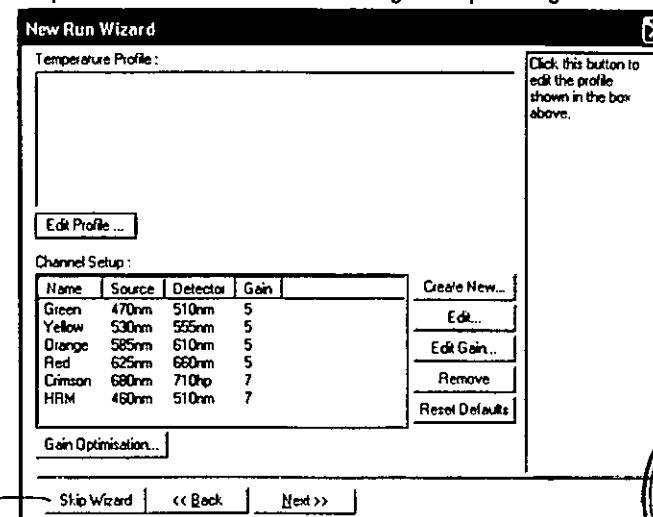 New Run Wizard
Temperature Profile :
Click this button to
edit the profile
shown in the box
above.
Edit Profile ...
Channel Setup :
Name Source Detector Gain
Green 470nm 510nm 5
Yellow 530nm 555nm 5
Orange 585nm 610nm 5
Red 625nm 660nm 5
Crimson 680nm 710hp 7
HRM 460nm 510nm 7
Create New...
Edit...
Edit Gain...
Remove
Reset Defaults
Gain Optimisation...
Skip Wizard << Back Next >>